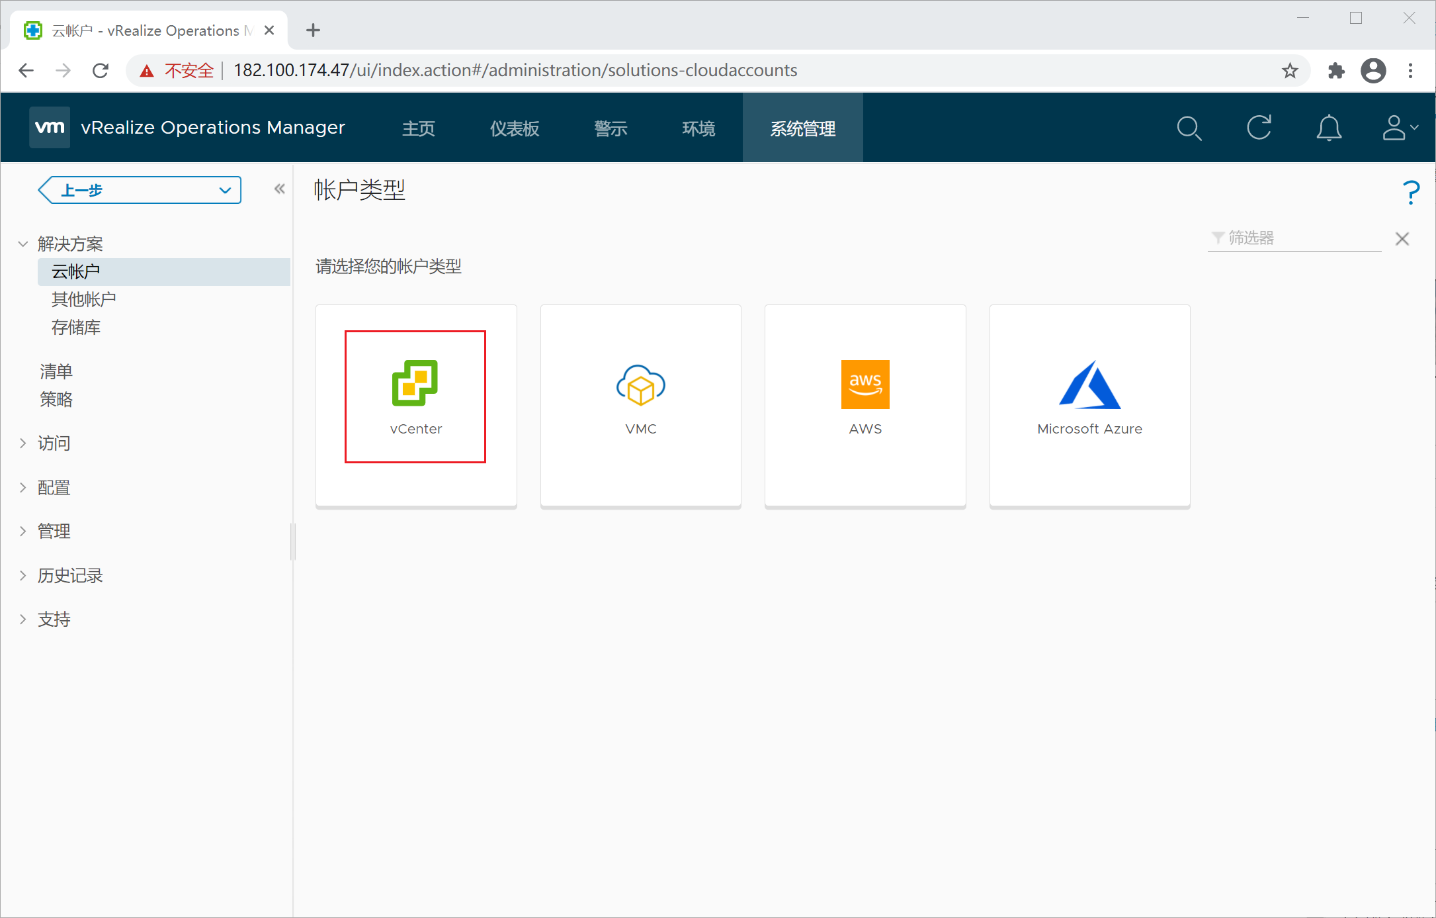 云帐户 - vRealize Operations M
不安全 182.100.174.47/ui/index.action#/administration/solutions-cloudaccounts
vm vRealize Operations Manager 主页 仪表板 警示 环境 系统管理
上一步
解决方案
云帐户
其他帐户
存储库
清单
策略
访问
配置
管理
历史记录
支持
帐户类型
?
筛选器
请选择您的帐户类型
vCenter
VMC
aws
AWS
Microsoft Azure